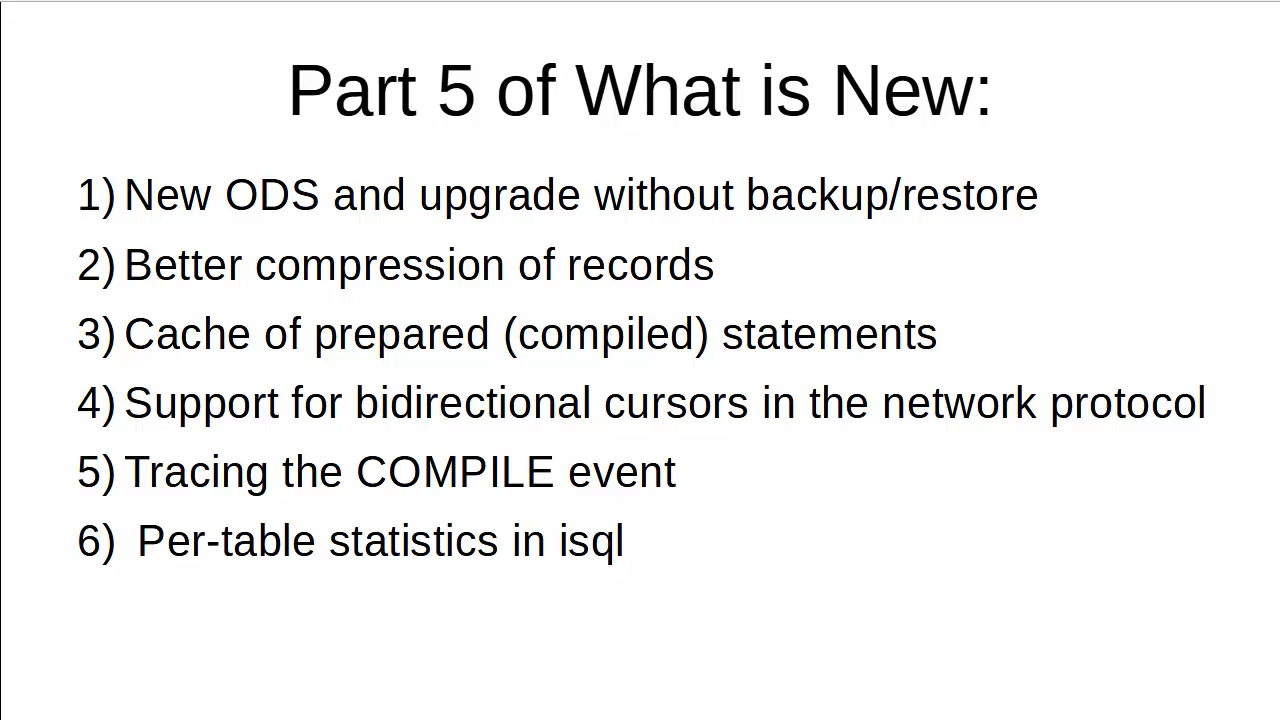 Part 5 of What is New:
1) New ODS and upgrade without backup/restore
2) Better compression of records
3) Cache of prepared (compiled) statements
4) Support for bidirectional cursors in the network protocol
5) Tracing the COMPILE event
6) Per-table statistics in isql